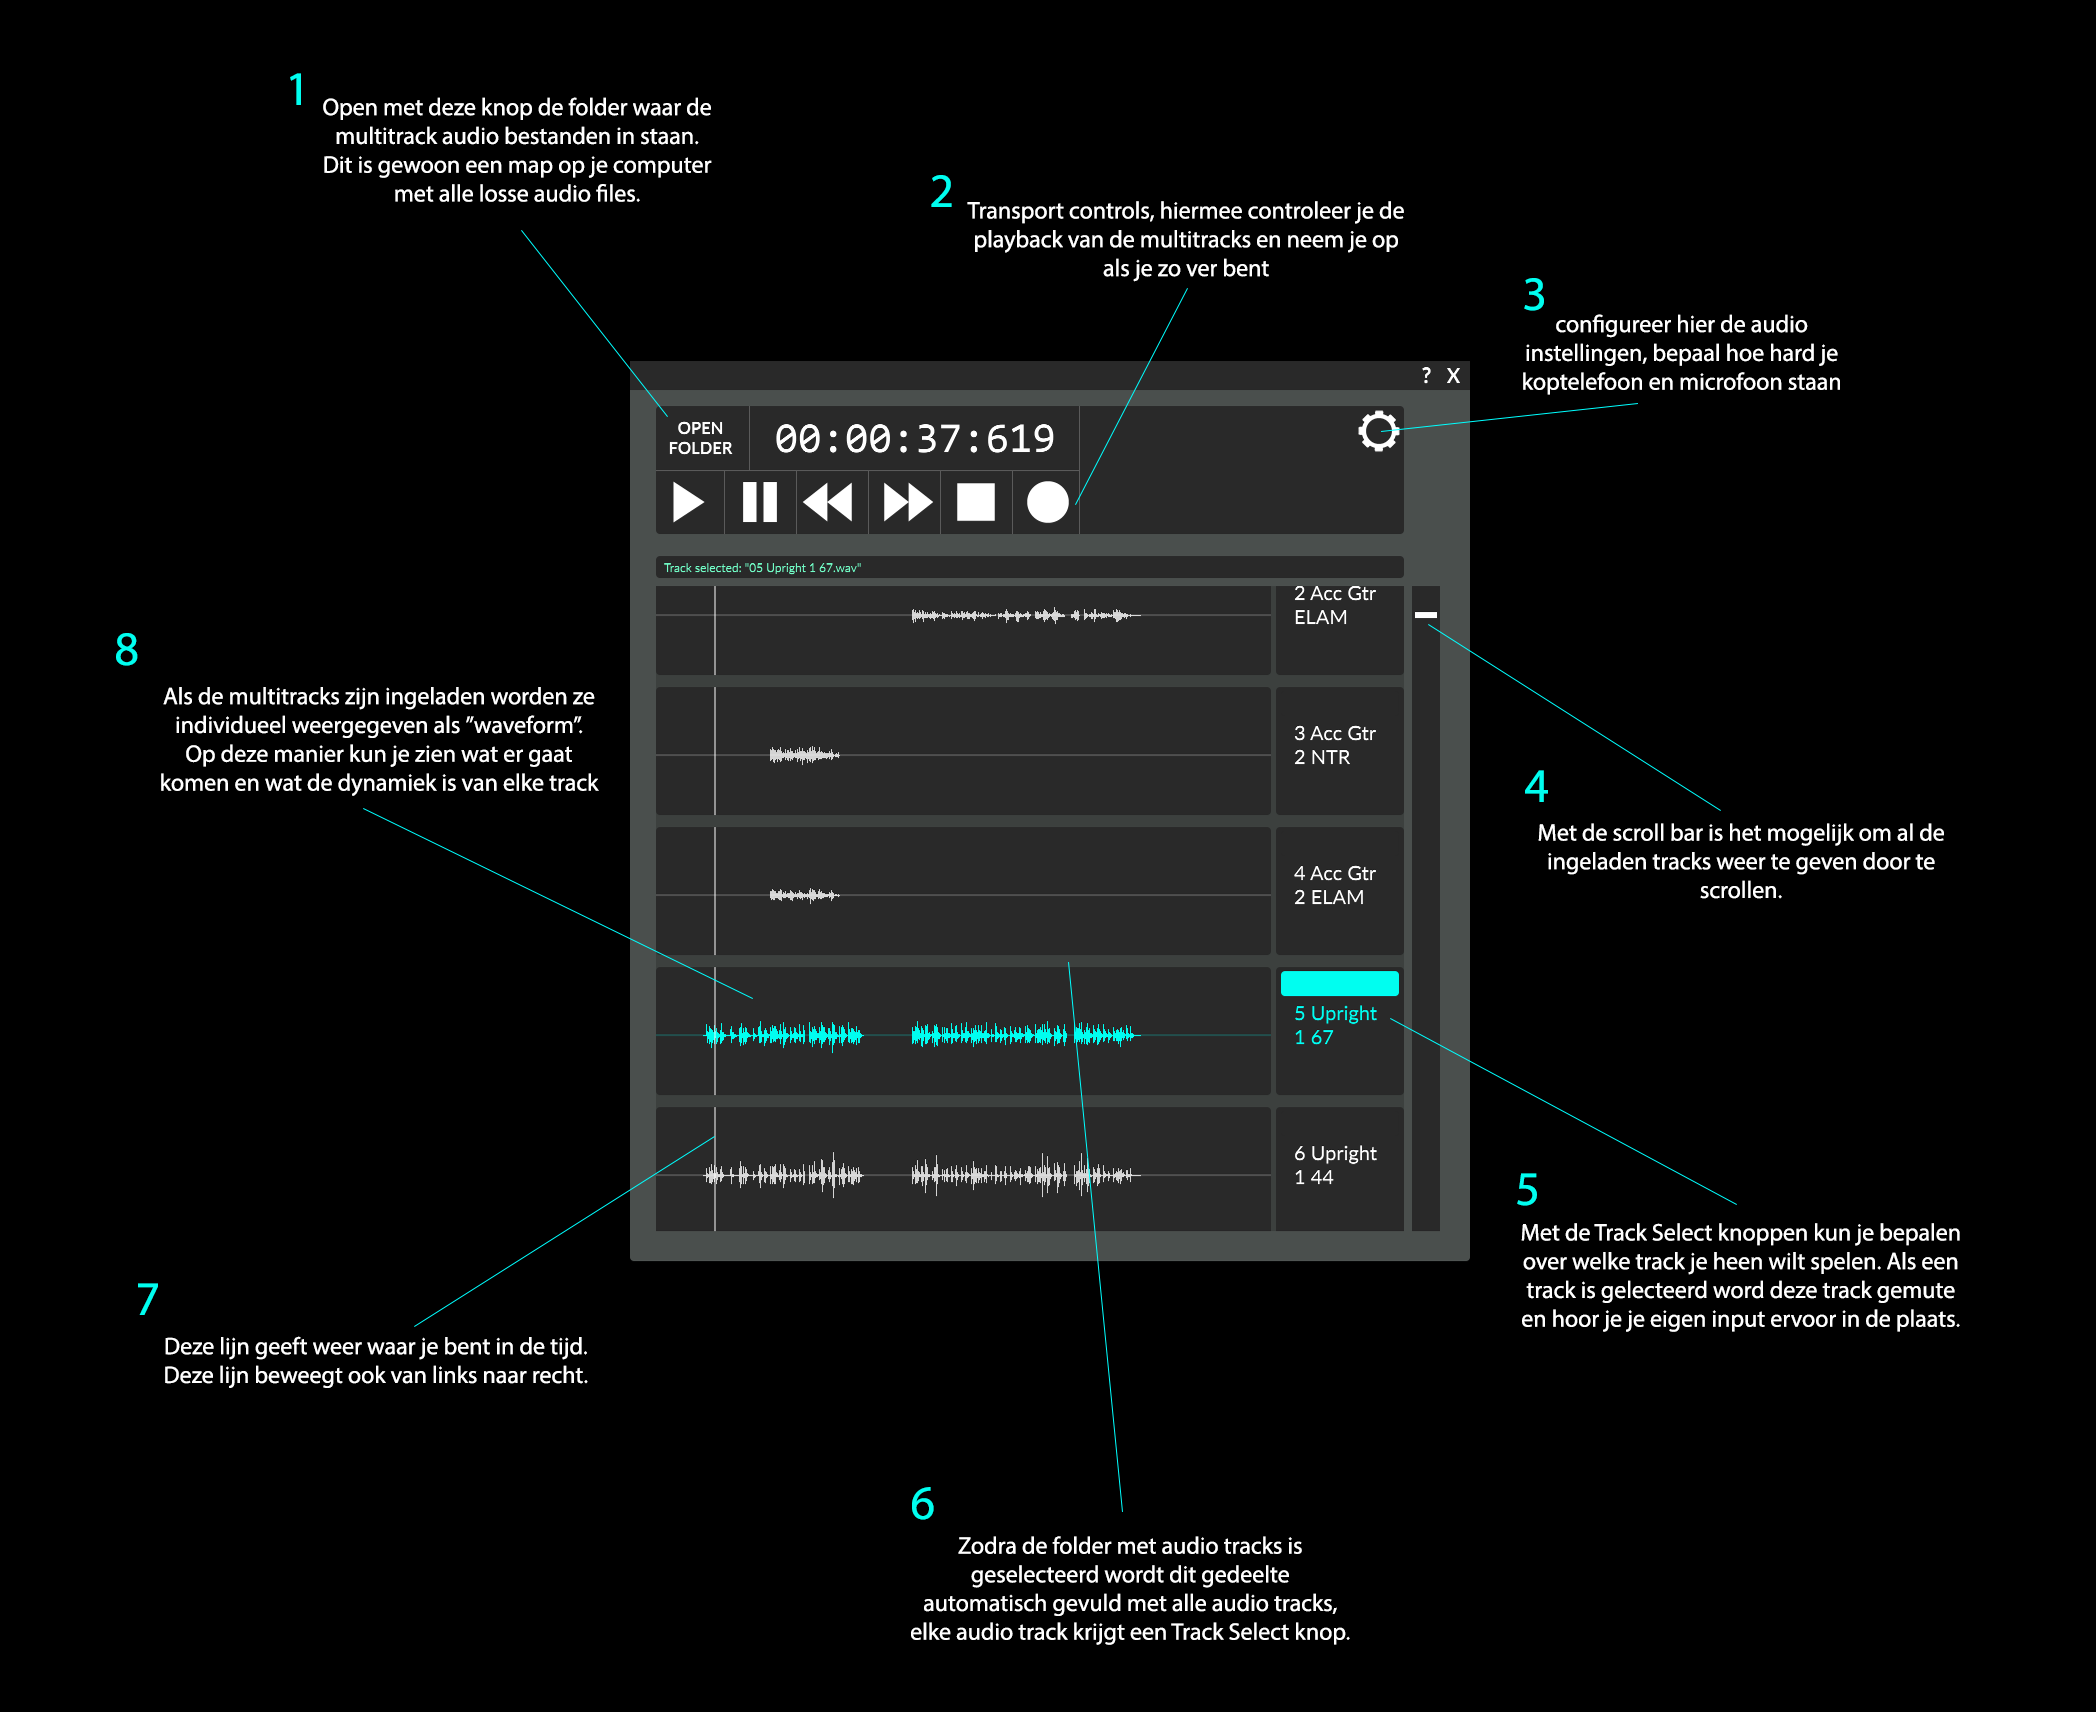 1
Open met deze knop de folder waar de
multitrack audio bestanden in staan.
Dit is gewoon een map op je computer
met alle losse audio files.
2
Transport controls, hiermee controleer je de
playback van de multitracks en neem je op
als je zo ver bent
3
configureer hier de audio
instellingen, bepaal hoe hard je
koptelefoon en microfoon staan
? X
OPEN
FOLDER
00:00:37:619
Track selected: "05 Upright 1 67.wav"
2 Acc Gtr
ELAM
3 Acc Gtr
2 NTR
4 Acc Gtr
2 ELAM
5 Upright
1 67
6 Upright
1 44
8
Als de multitracks zijn ingeladen worden ze
individueel weergegeven als ”waveform”.
Op deze manier kun je zien wat er gaat
komen en wat de dynamiek is van elke track
4
Met de scroll bar is het mogelijk om al de
ingeladen tracks weer te geven door te
scrollen.
5
Met de Track Select knoppen kun je bepalen
over welke track je heen wilt spelen. Als een
track is gelecteerd word deze track gemute
en hoor je je eigen input ervoor in de plaats.
7
Deze lijn geeft weer waar je bent in de tijd.
Deze lijn beweegt ook van links naar recht.
6
Zodra de folder met audio tracks is
geselecteerd wordt dit gedeelte
automatisch gevuld met alle audio tracks,
elke audio track krijgt een Track Select knop.